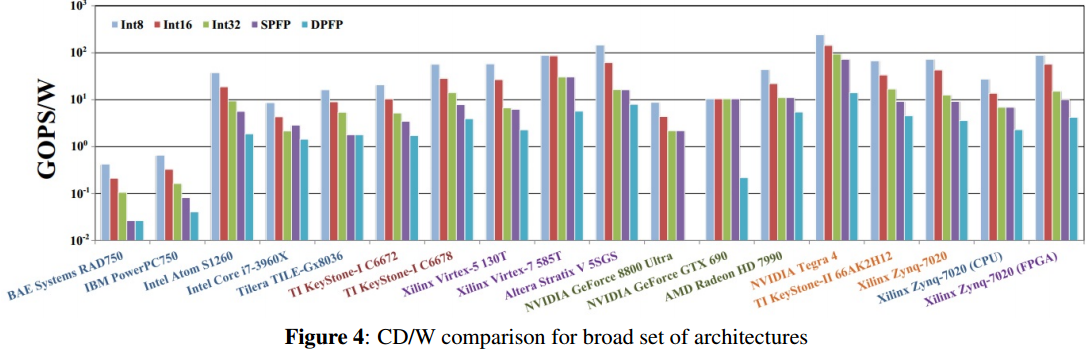 10³
Int8 Int16 Int32 SPFP DPFP
10²
10¹
10⁰
10⁻¹
10⁻²
GOPS/W
BAE Systems RAD750
IBM PowerPC750
Intel Atom S1260
Intel Core i7-3960X
Tilera TILE-Gx8036
TI KeyStone-I C6672
TI KeyStone-I C6678
Xilinx Virtex-5 130T
Xilinx Virtex-7 585T
Altera Stratix V 5SGS
NVIDIA GeForce 8800 Ultra
NVIDIA GeForce GTX 690
AMD Radeon HD 7990
NVIDIA Tegra 4
TI KeyStone-II 66AK2H12
Xilinx Zynq-7020
Xilinx Zynq-7020 (CPU)
Xilinx Zynq-7020 (FPGA)
Figure 4: CD/W comparison for broad set of architectures